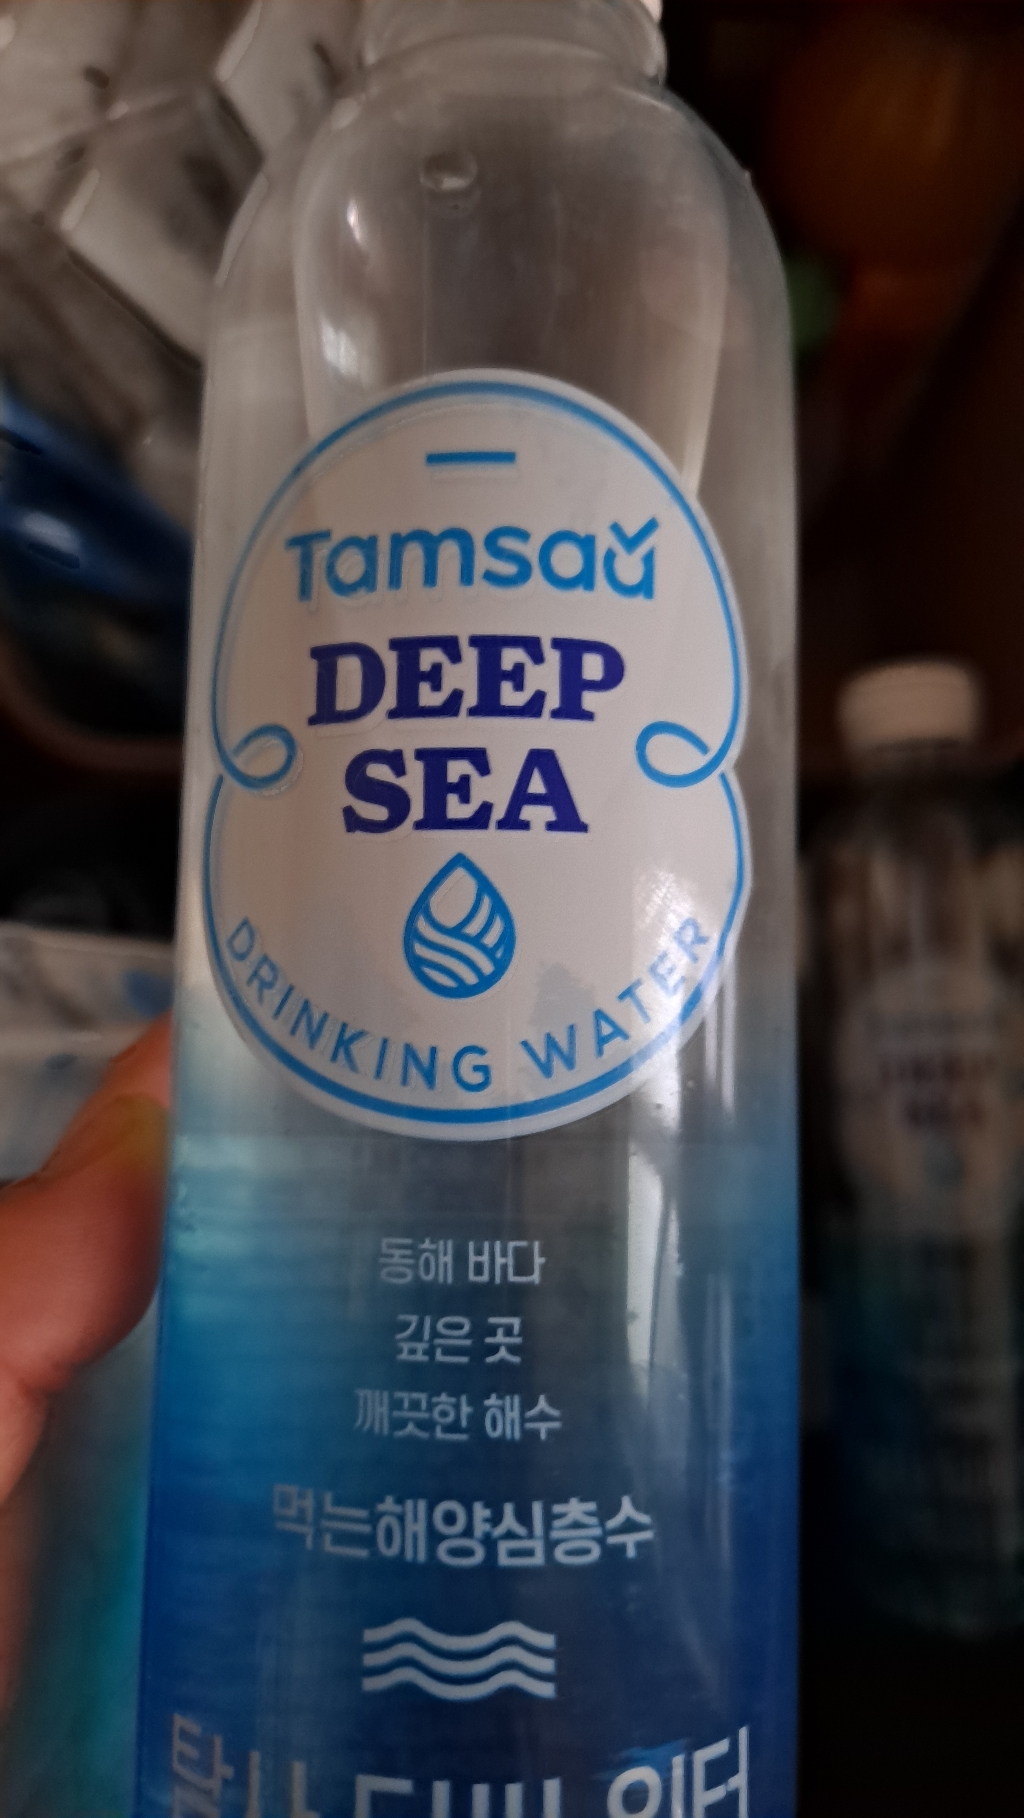 Tamsaǔ
DEEP
SEA
DRINKING WATER
동해 바다
깊은 곳
깨끗한 해수
먹는해양심층수